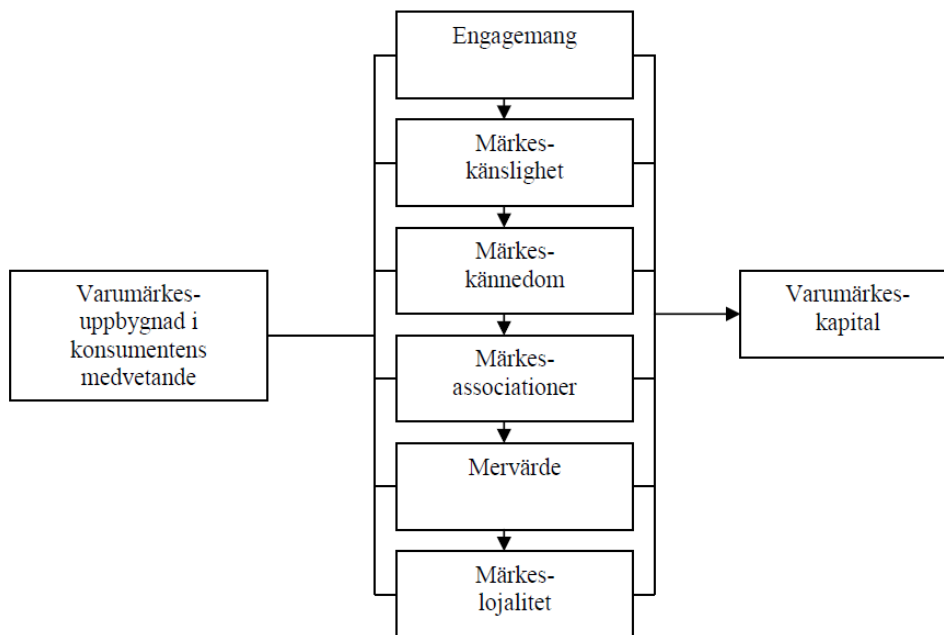 Engagemang
Märkes-
känslighet
Märkes-
kännedom
Varumärkes-
uppbygnad i
konsumentens
medvetande
Varumärkes-
kapital
Märkes-
associationer
Mervärde
Märkes-
lojalitet